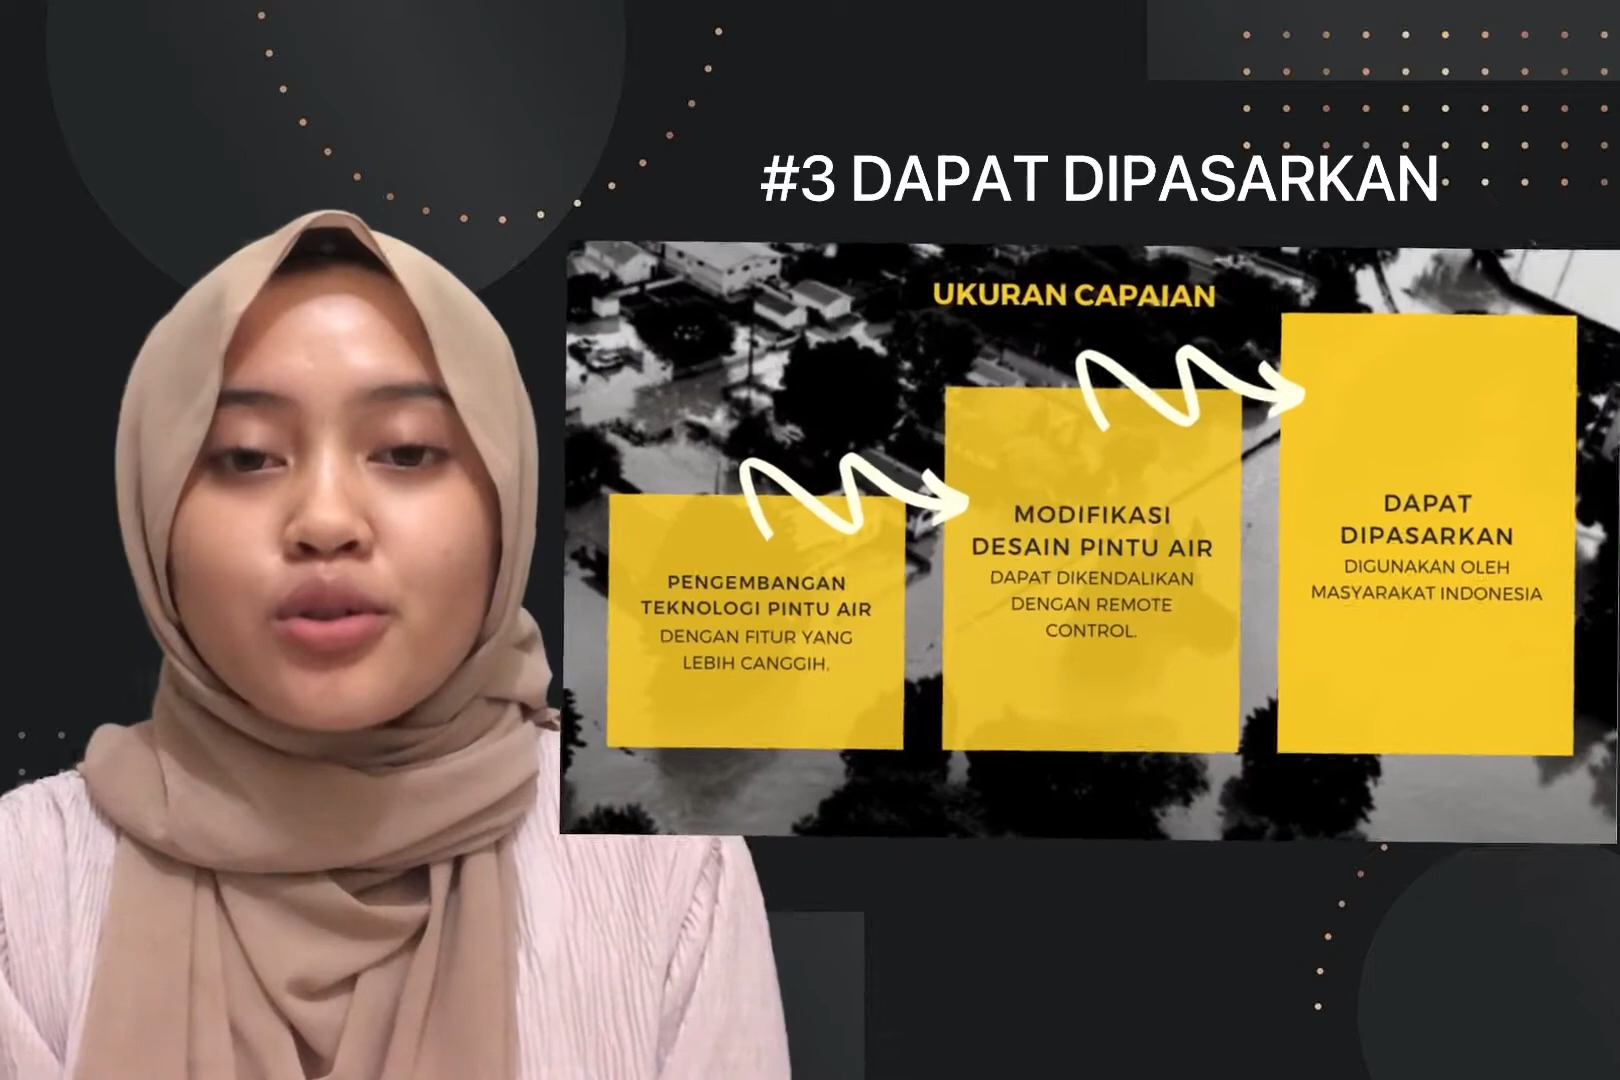 #3 DAPAT DIPASARKAN
UKURAN CAPAIAN
PENGEMBANGAN
TEKNOLOGI PINTU AIR
DENGAN FITUR YANG
LEBIH CANGGIH.
MODIFIKASI
DESAIN PINTU AIR
DAPAT DIKENDALIKAN
DENGAN REMOTE
CONTROL.
DAPAT
DIPASARKAN
DIGUNAKAN OLEH
MASYARAKAT INDONESIA